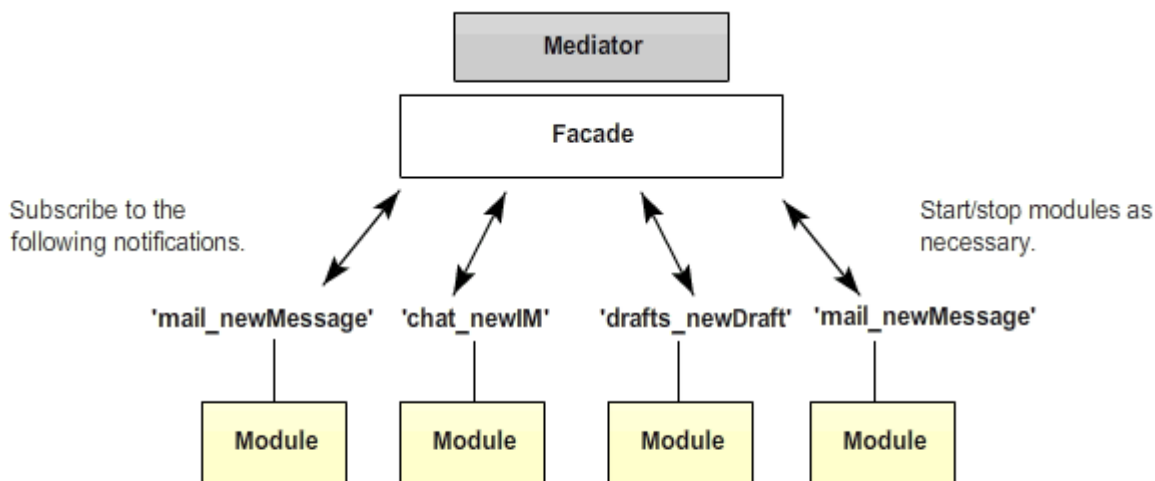 Mediator
Facade
Subscribe to the
following notifications.
Start/stop modules as
necessary.
'mail_newMessage' 'chat_newIM' 'drafts_newDraft' 'mail_newMessage'
Module Module Module Module